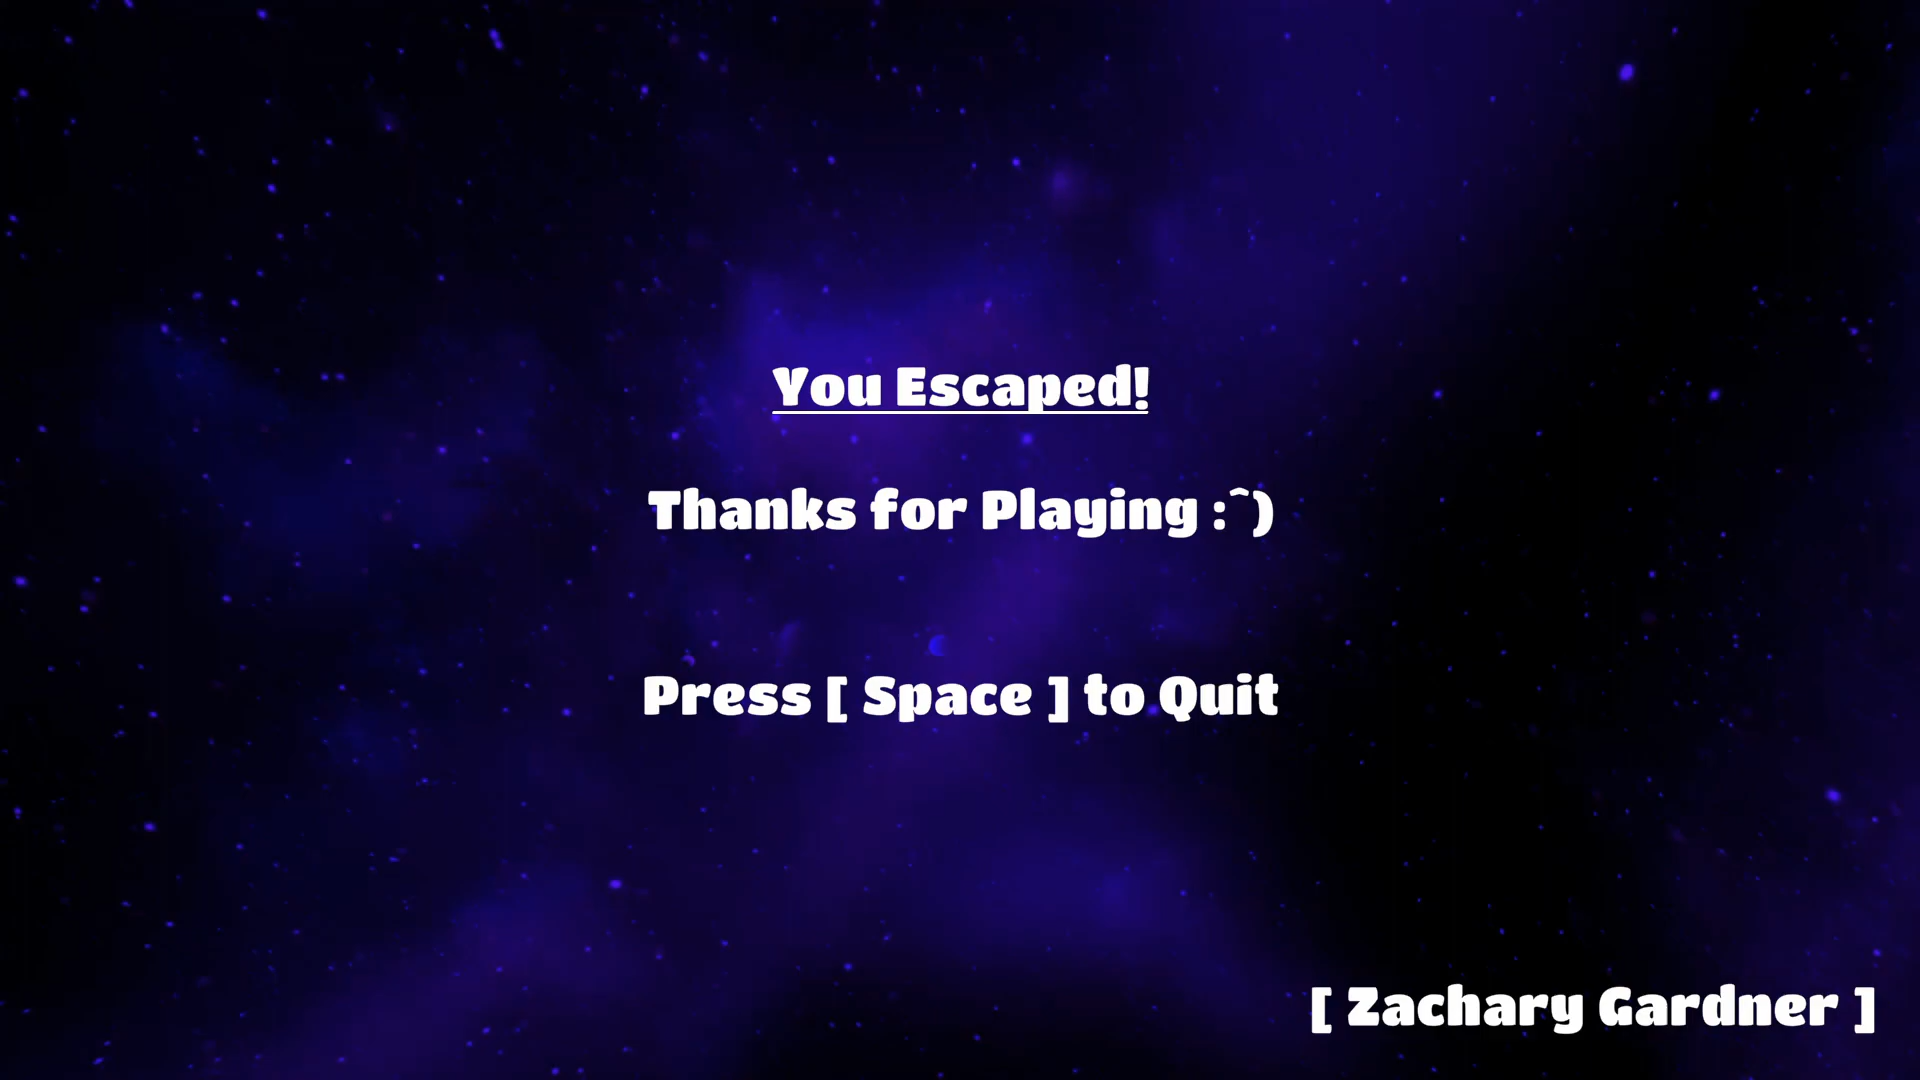 You Escaped!
Thanks for Playing :^)
Press [ Space ] to Quit
[ Zachary Gardner ]